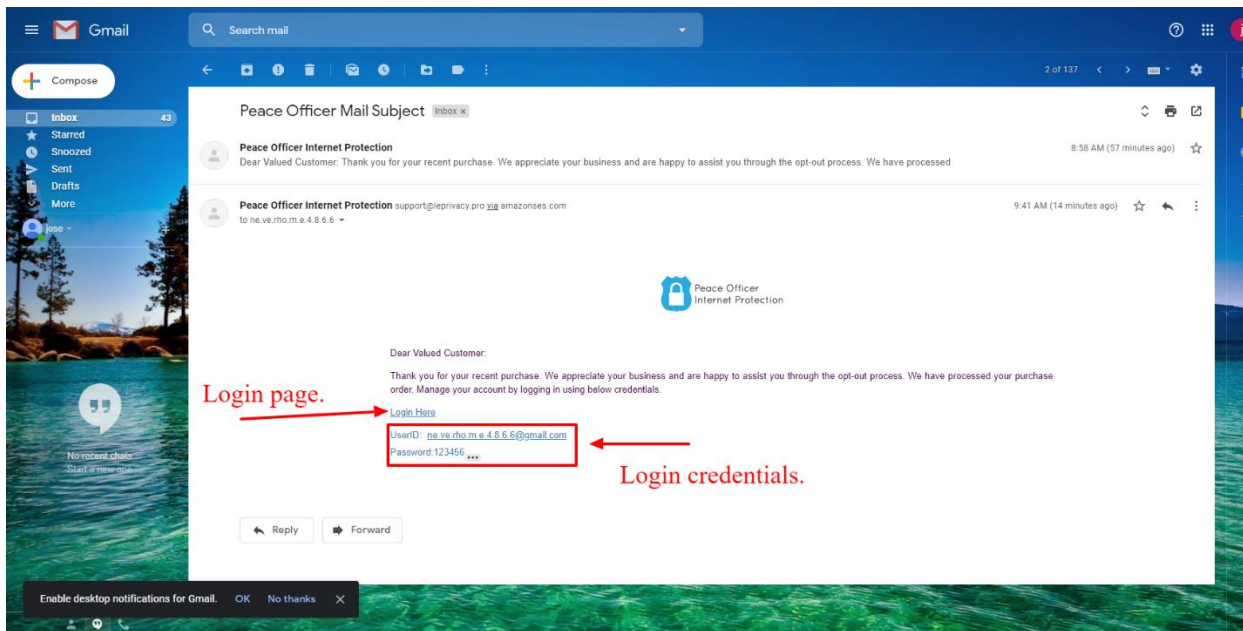 Gmail
Search mail
Compose
2 of 137
Inbox 43
Starred
Snoozed
Sent
Drafts
More
jose
No recent chats
Start a new one
Peace Officer Mail Subject Inbox x
Peace Officer Internet Protection
8:58 AM (57 minutes ago)
Dear Valued Customer: Thank you for your recent purchase. We appreciate your business and are happy to assist you through the opt-out process. We have processed
Peace Officer Internet Protection support@leprivacy.pro via amazonses.com
9:41 AM (14 minutes ago)
to ne.ve.rho.m.e.4.8.6.6
Peace Officer
Internet Protection
Dear Valued Customer:
Thank you for your recent purchase. We appreciate your business and are happy to assist you through the opt-out process. We have processed your purchase
order. Manage your account by logging in using below credentials.
Login page.
Login Here
UserID: ne.ve.rho.m.e.4.8.6.6@gmail.com
Password:123456
Login credentials.
Reply Forward
Enable desktop notifications for Gmail. OK No thanks X